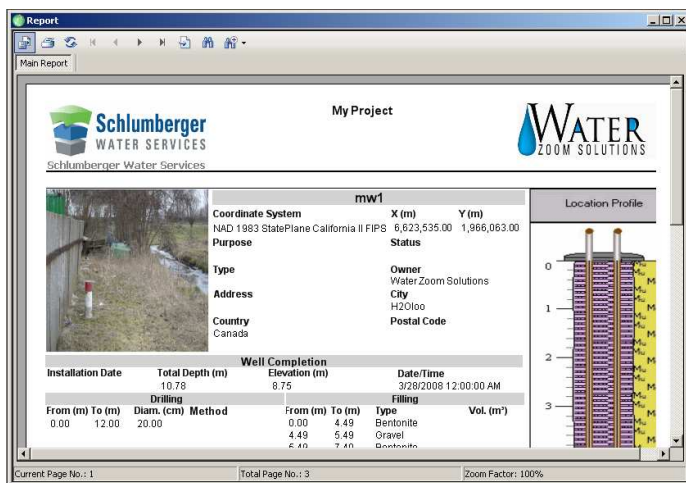 Report
Main Report
My Project
Schlumberger
WATER SERVICES
Schlumberger Water Services
WATER
ZOOM SOLUTIONS
mw1
Coordinate System X (m) Y (m)
NAD 1983 StatePlane California II FIPS 6,623,535.00 1,966,063.00
Purpose Status
Type Owner
Water Zoom Solutions
Address City
H2Oloo
Country Postal Code
Canada
Location Profile
0
1
2
3
Well Completion
Installation Date Total Depth (m) Elevation (m) Date/Time
10.78 8.75 3/28/2008 12:00:00 AM
Drilling Filling
From (m) To (m) Diam. (cm) Method From (m) To (m) Type Vol. (m³)
0.00 12.00 20.00 0.00 4.49 Bentonite
4.49 5.49 Gravel
5.49 7.40 Bentonite
Current Page No.: 1 Total Page No.: 3 Zoom Factor: 100%